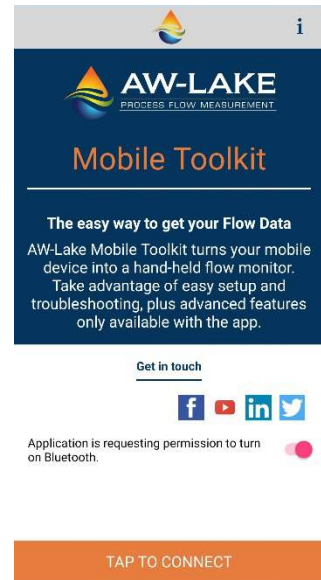 i
AW-LAKE
PROCESS FLOW MEASUREMENT
Mobile Toolkit
The easy way to get your Flow Data
AW-Lake Mobile Toolkit turns your mobile
device into a hand-held flow monitor.
Take advantage of easy setup and
troubleshooting, plus advanced features
only available with the app.
Get in touch
f in
Application is requesting permission to turn
on Bluetooth.
TAP TO CONNECT